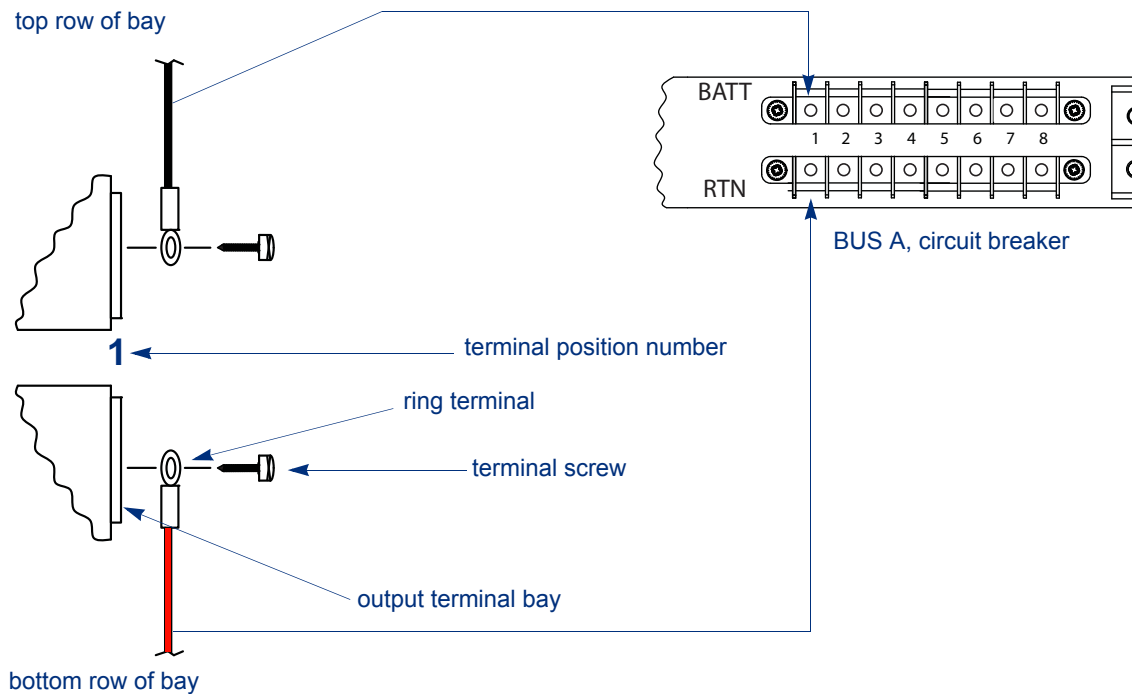 top row of bay
BATT
1 2 3 4 5 6 7 8
RTN
BUS A, circuit breaker
1
terminal position number
ring terminal
terminal screw
output terminal bay
bottom row of bay